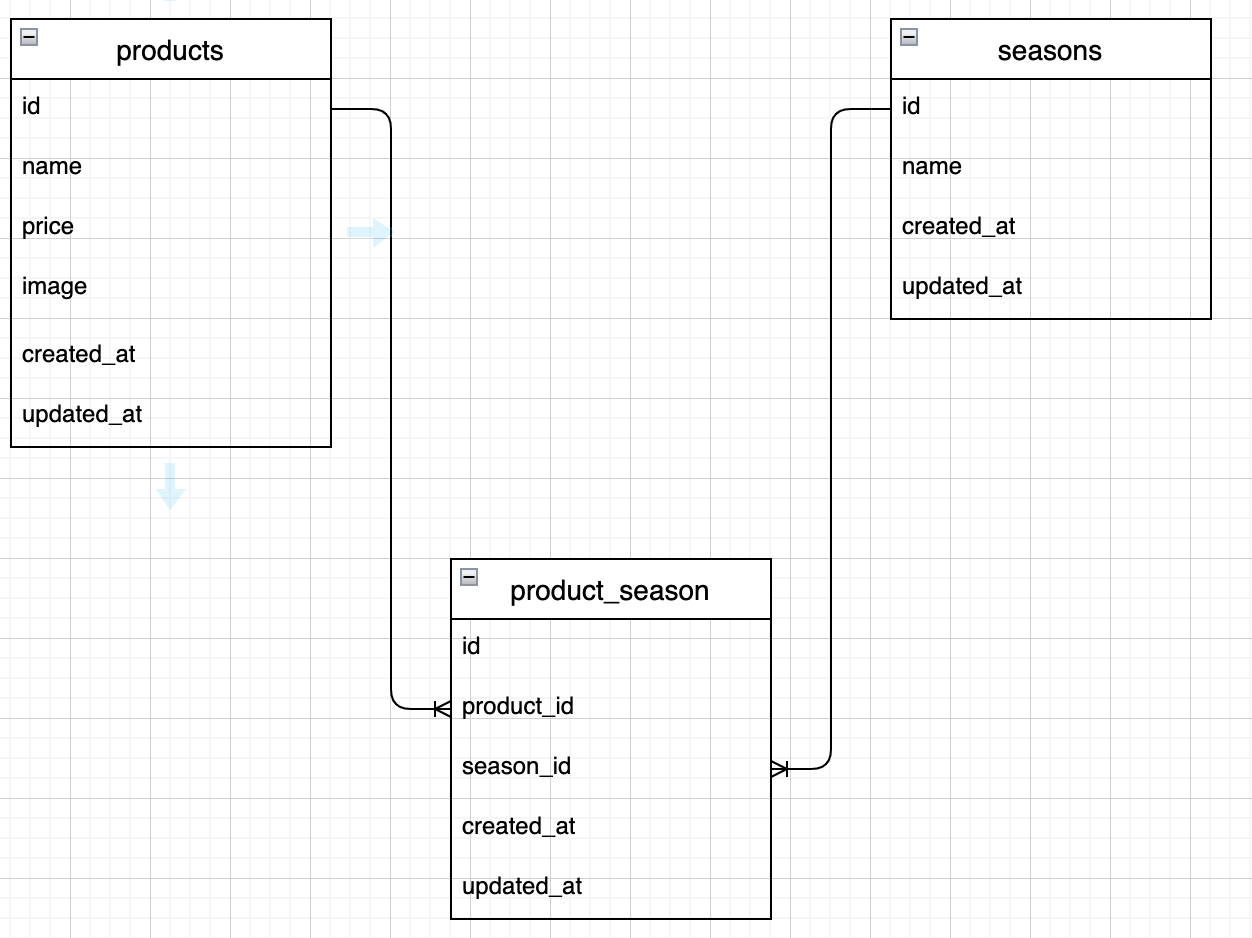 products
id
name
price
image
created_at
updated_at
seasons
id
name
created_at
updated_at
product_season
id
product_id
season_id
created_at
updated_at